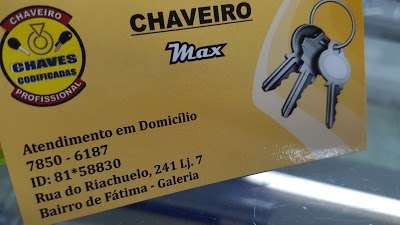 CHAVEIRO
CHAVES
CODIFICADAS
PROFISSIONAL
CHAVEIRO
Max
Atendimento em Domicílio
7850 - 6187
ID: 81*58830
Rua do Riachuelo, 241 Lj. 7
Bairro de Fátima - Galeria